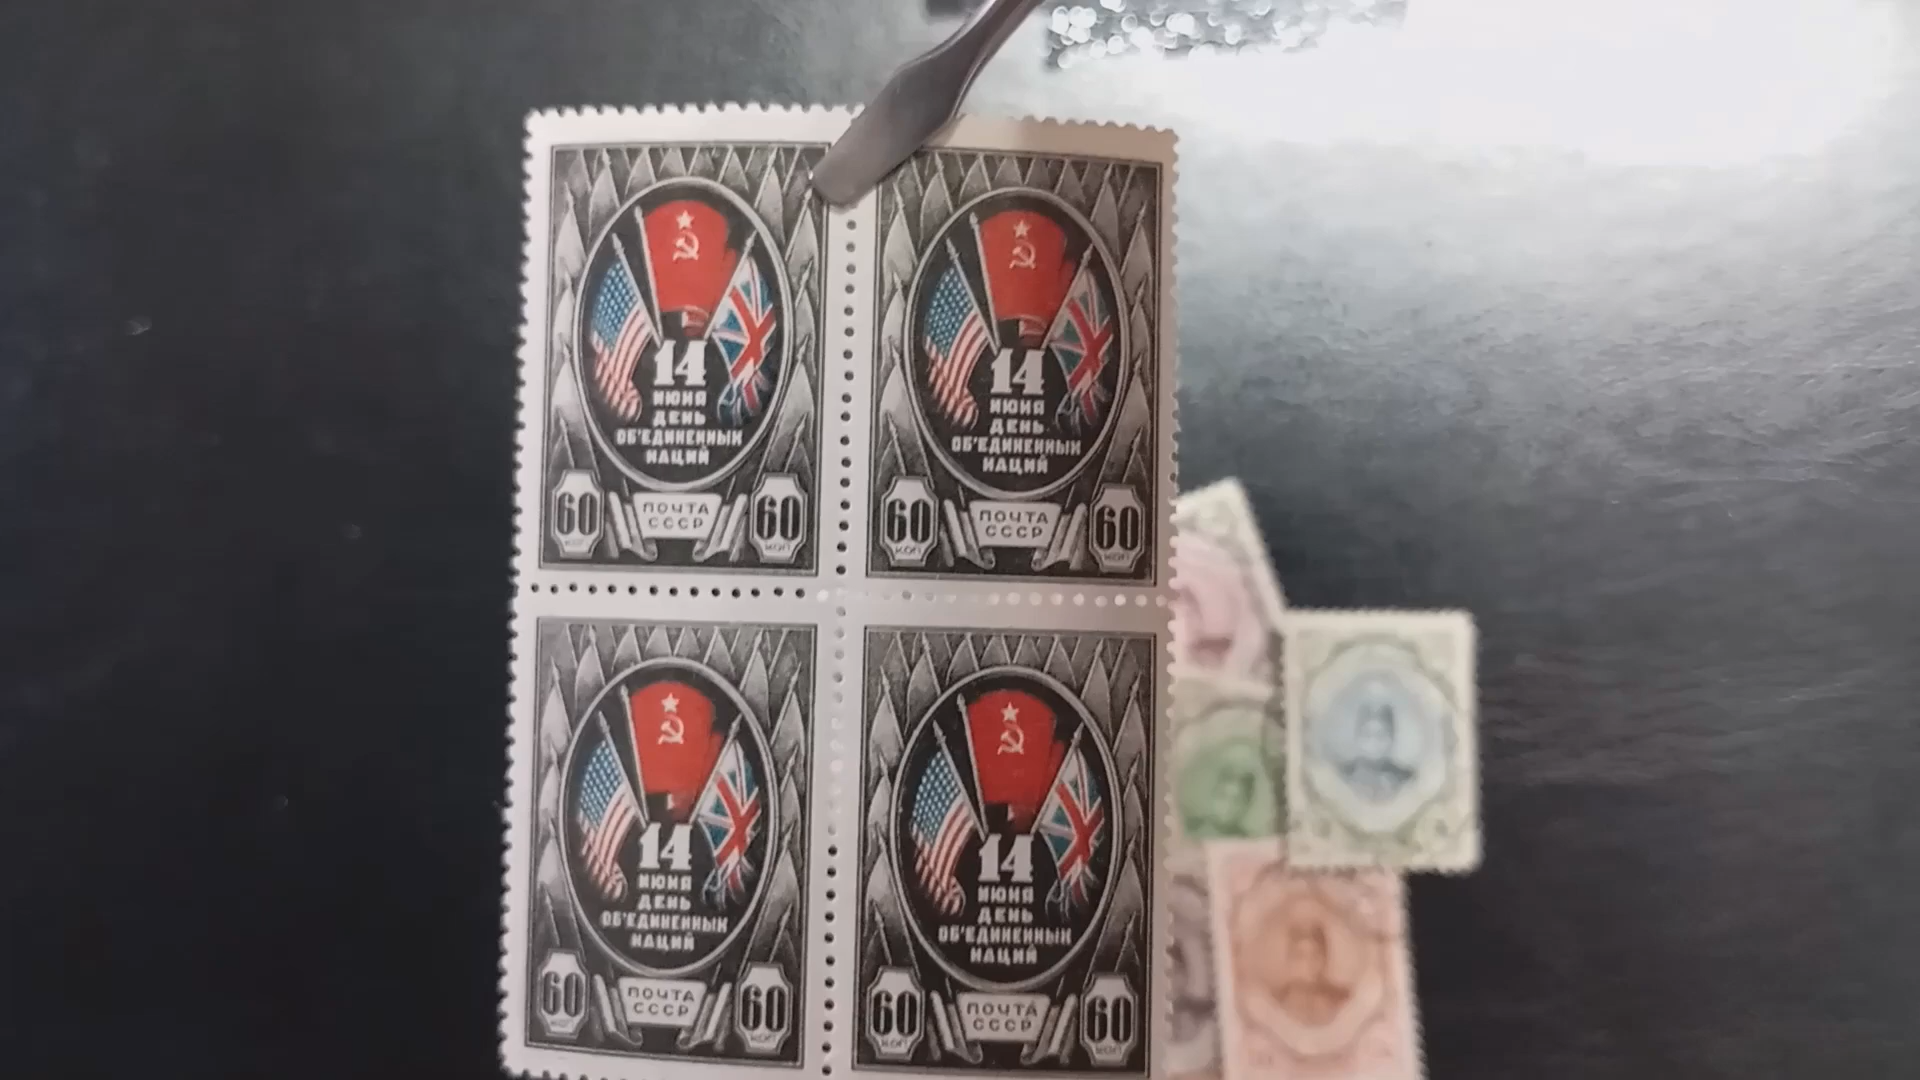 14
ИЮНЯ
ДЕНЬ
ОБ'ЕДИНЕННЫХ
НАЦИЙ
60
КОП
ПОЧТА
СССР
60
КОП
14
ИЮНЯ
ДЕНЬ
ОБ'ЕДИНЕННЫХ
НАЦИЙ
60
КОП
ПОЧТА
СССР
60
КОП
14
ИЮНЯ
ДЕНЬ
ОБ'ЕДИНЕННЫХ
НАЦИЙ
60
КОП
ПОЧТА
СССР
60
КОП
14
ИЮНЯ
ДЕНЬ
ОБ'ЕДИНЕННЫХ
НАЦИЙ
60
КОП
ПОЧТА
СССР
60
КОП